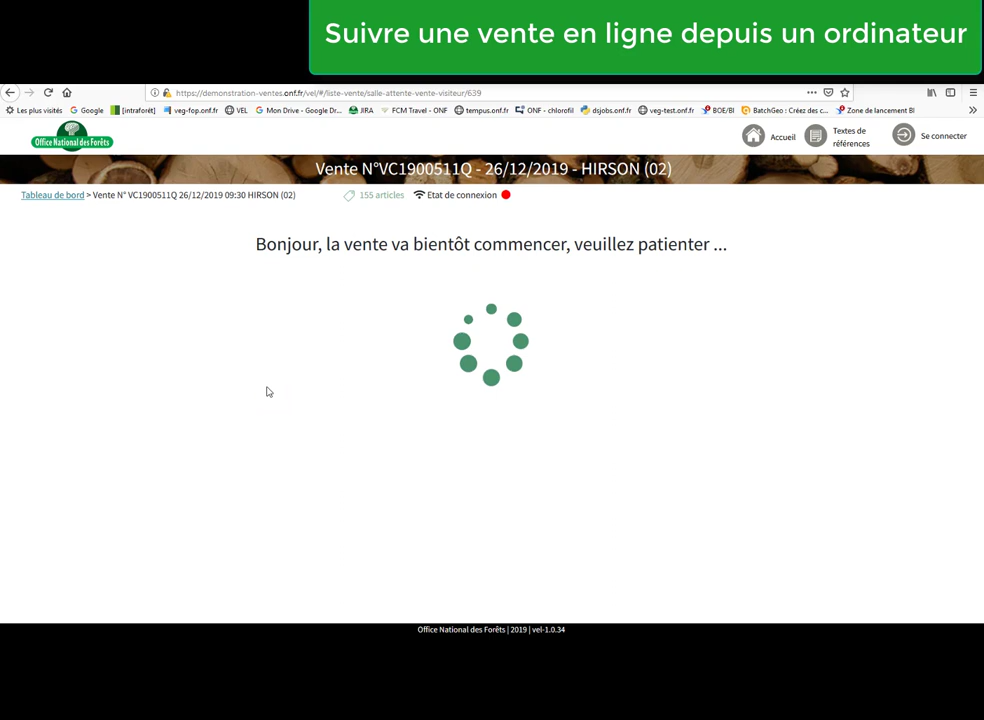 Suivre une vente en ligne depuis un ordinateur
https://demonstration-ventes.onf.fr/vel/#/liste-vente/salle-attente-vente-visiteur/639
Les plus visités Google [intraforêt] veg-fop.onf.fr VEL Mon Drive - Google Dr... JIRA FCM Travel - ONF tempus.onf.fr ONF - chlorofil dsjobs.onf.fr veg-test.onf.fr BOE/BI BatchGeo : Créez des c... Zone de lancement BI
Office National des Forêts
Accueil
Textes de
références
Se connecter
Vente N°VC1900511Q - 26/12/2019 - HIRSON (02)
Tableau de bord > Vente N° VC1900511Q 26/12/2019 09:30 HIRSON (02) 155 articles Etat de connexion
Bonjour, la vente va bientôt commencer, veuillez patienter ...
Office National des Forêts | 2019 | vel-1.0.34